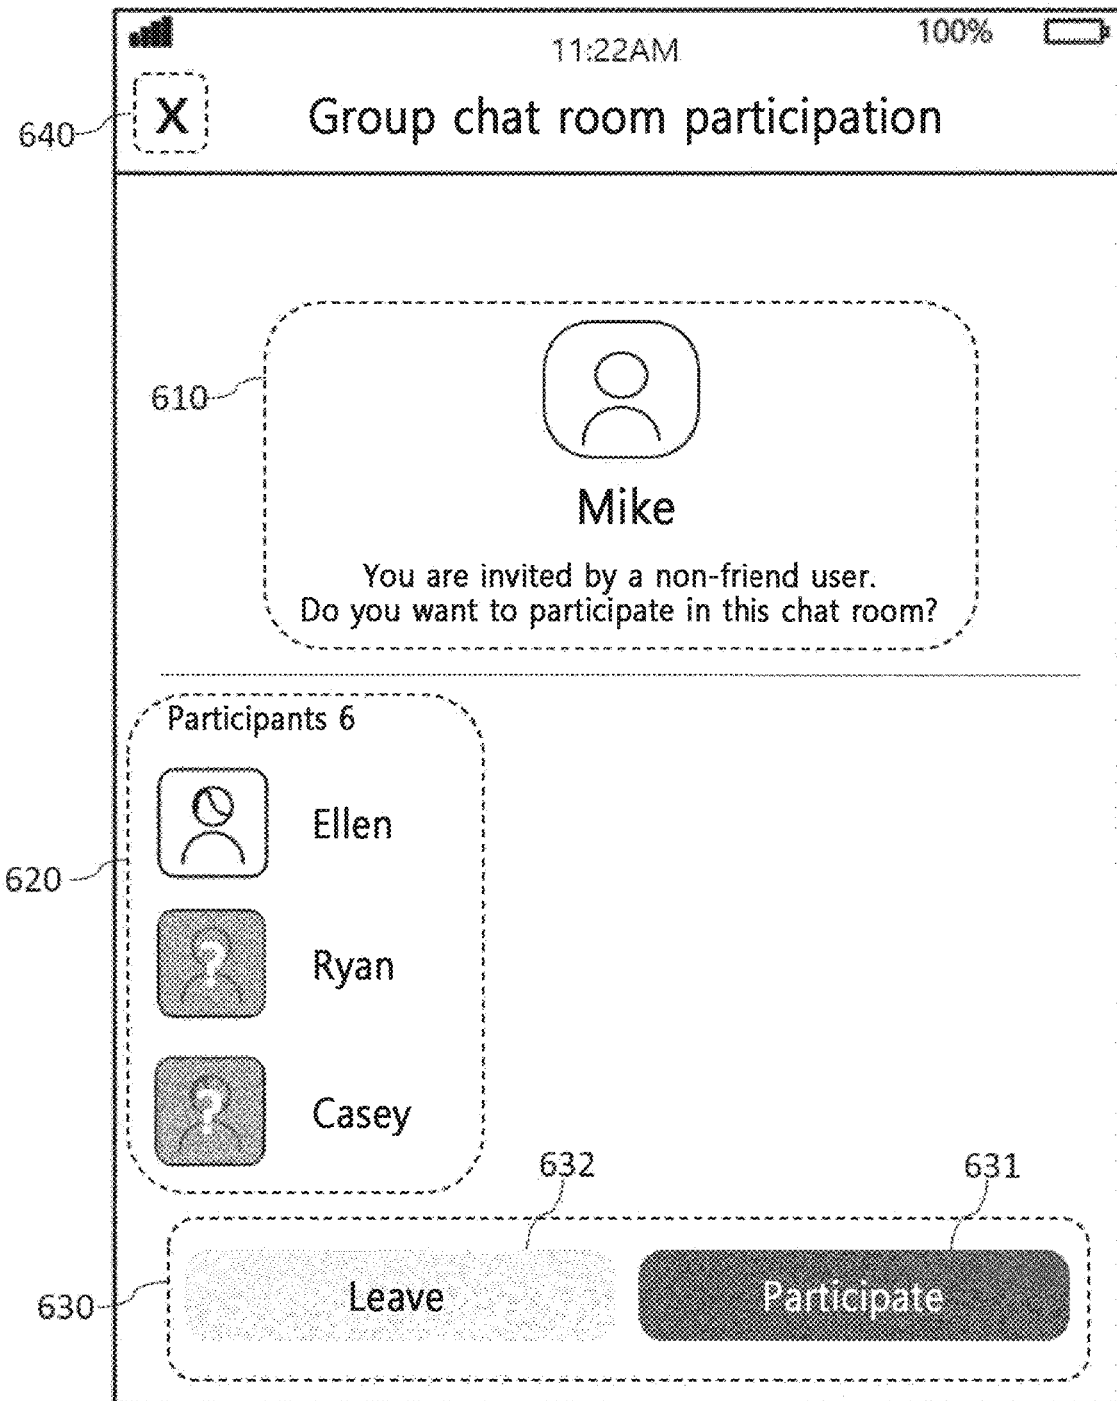 11:22AM
100%
640
X
Group chat room participation
610
Mike
You are invited by a non-friend user.
Do you want to participate in this chat room?
Participants 6
Ellen
620
?
Ryan
?
Casey
632
631
630
Leave
Participate